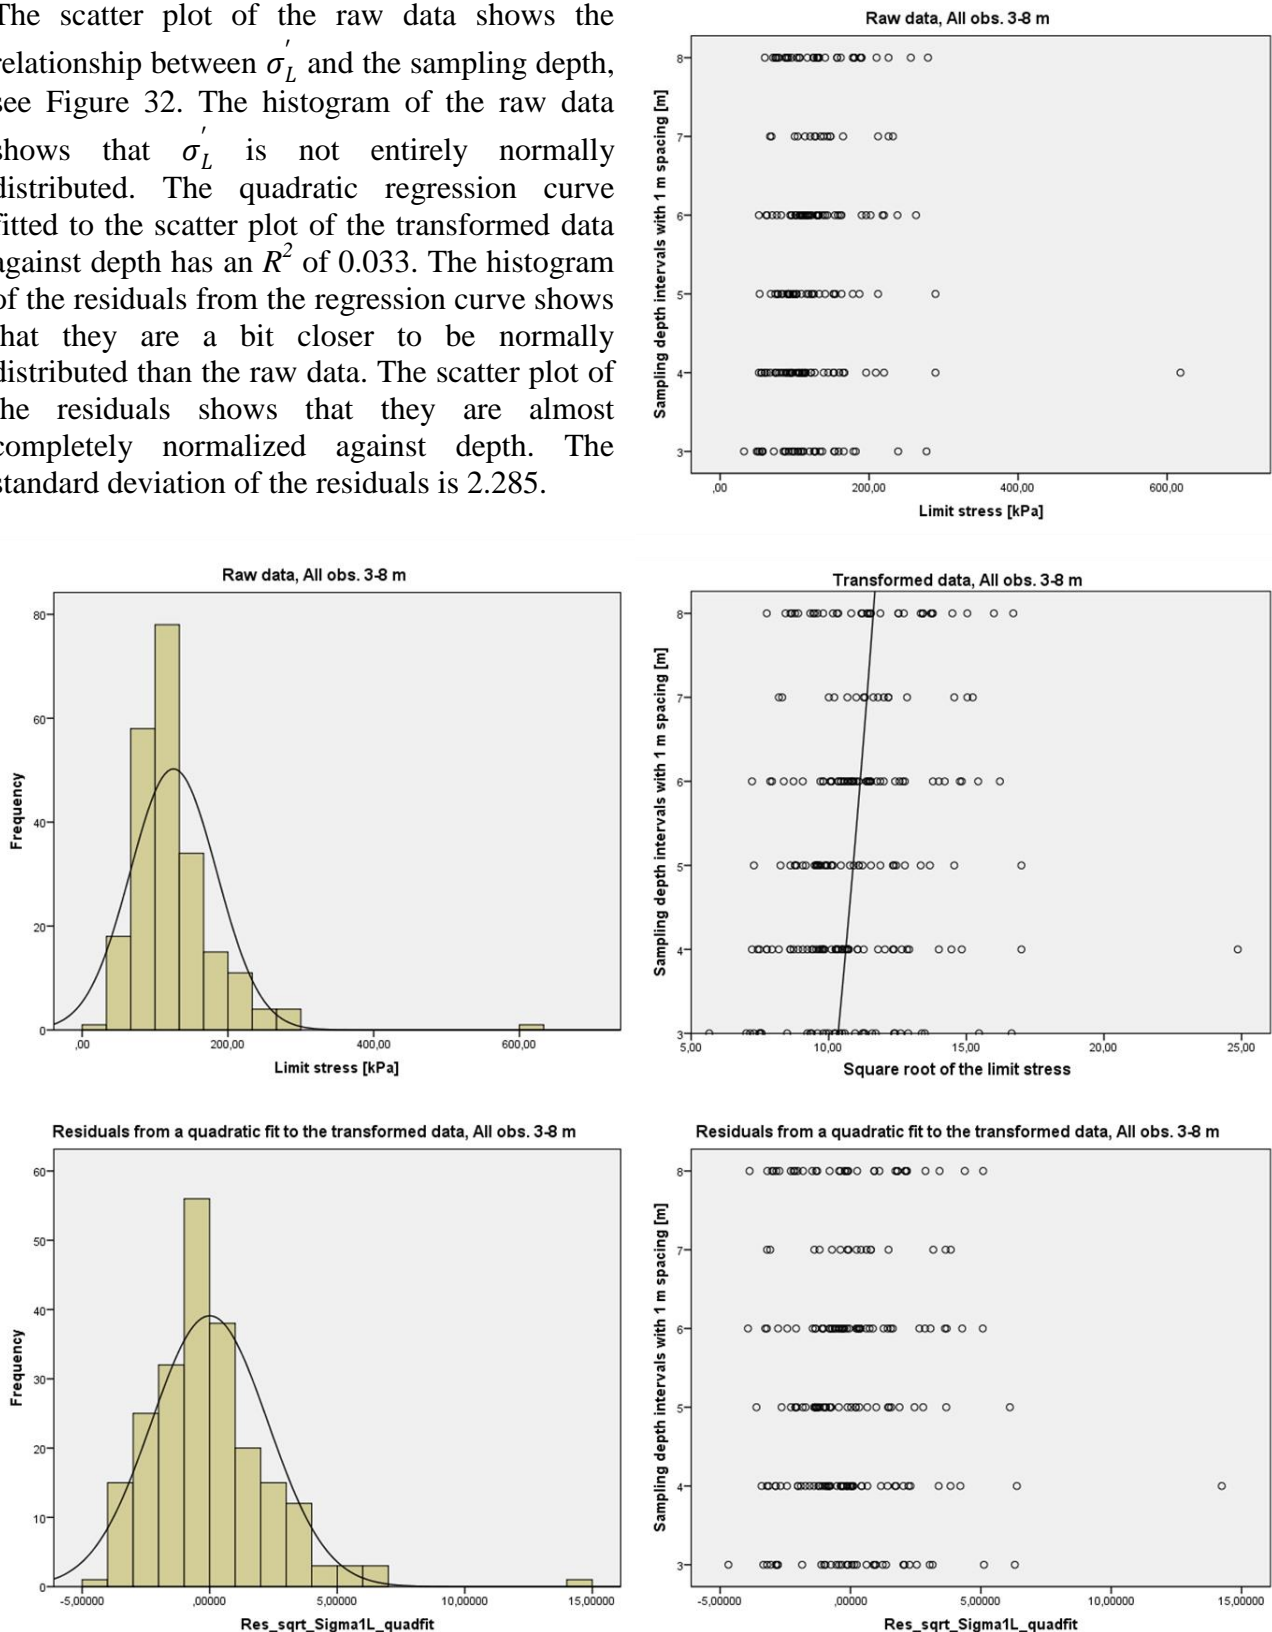 The scatter plot of the raw data shows the
relationship between σ′L and the sampling depth,
see Figure 32. The histogram of the raw data
shows that σ′L is not entirely normally
distributed. The quadratic regression curve
fitted to the scatter plot of the transformed data
against depth has an R² of 0.033. The histogram
of the residuals from the regression curve shows
that they are a bit closer to be normally
distributed than the raw data. The scatter plot of
the residuals shows that they are almost
completely normalized against depth. The
standard deviation of the residuals is 2.285.
Raw data, All obs. 3-8 m
Sampling depth intervals with 1 m spacing [m]
8
7
6
5
4
3
,00 200,00 400,00 600,00
Limit stress [kPa]
Raw data, All obs. 3-8 m
Frequency
80
60
40
20
0
,00 200,00 400,00 600,00
Limit stress [kPa]
Transformed data, All obs. 3-8 m
Sampling depth intervals with 1 m spacing [m]
8
7
6
5
4
3
5,00 10,00 15,00 20,00 25,00
Square root of the limit stress
Residuals from a quadratic fit to the transformed data, All obs. 3-8 m
Frequency
60
50
40
30
20
10
0
-5,00000 ,00000 5,00000 10,00000 15,00000
Res_sqrt_Sigma1L_quadfit
Residuals from a quadratic fit to the transformed data, All obs. 3-8 m
Sampling depth intervals with 1 m spacing [m]
8
7
6
5
4
3
-5,00000 ,00000 5,00000 10,00000 15,00000
Res_sqrt_Sigma1L_quadfit